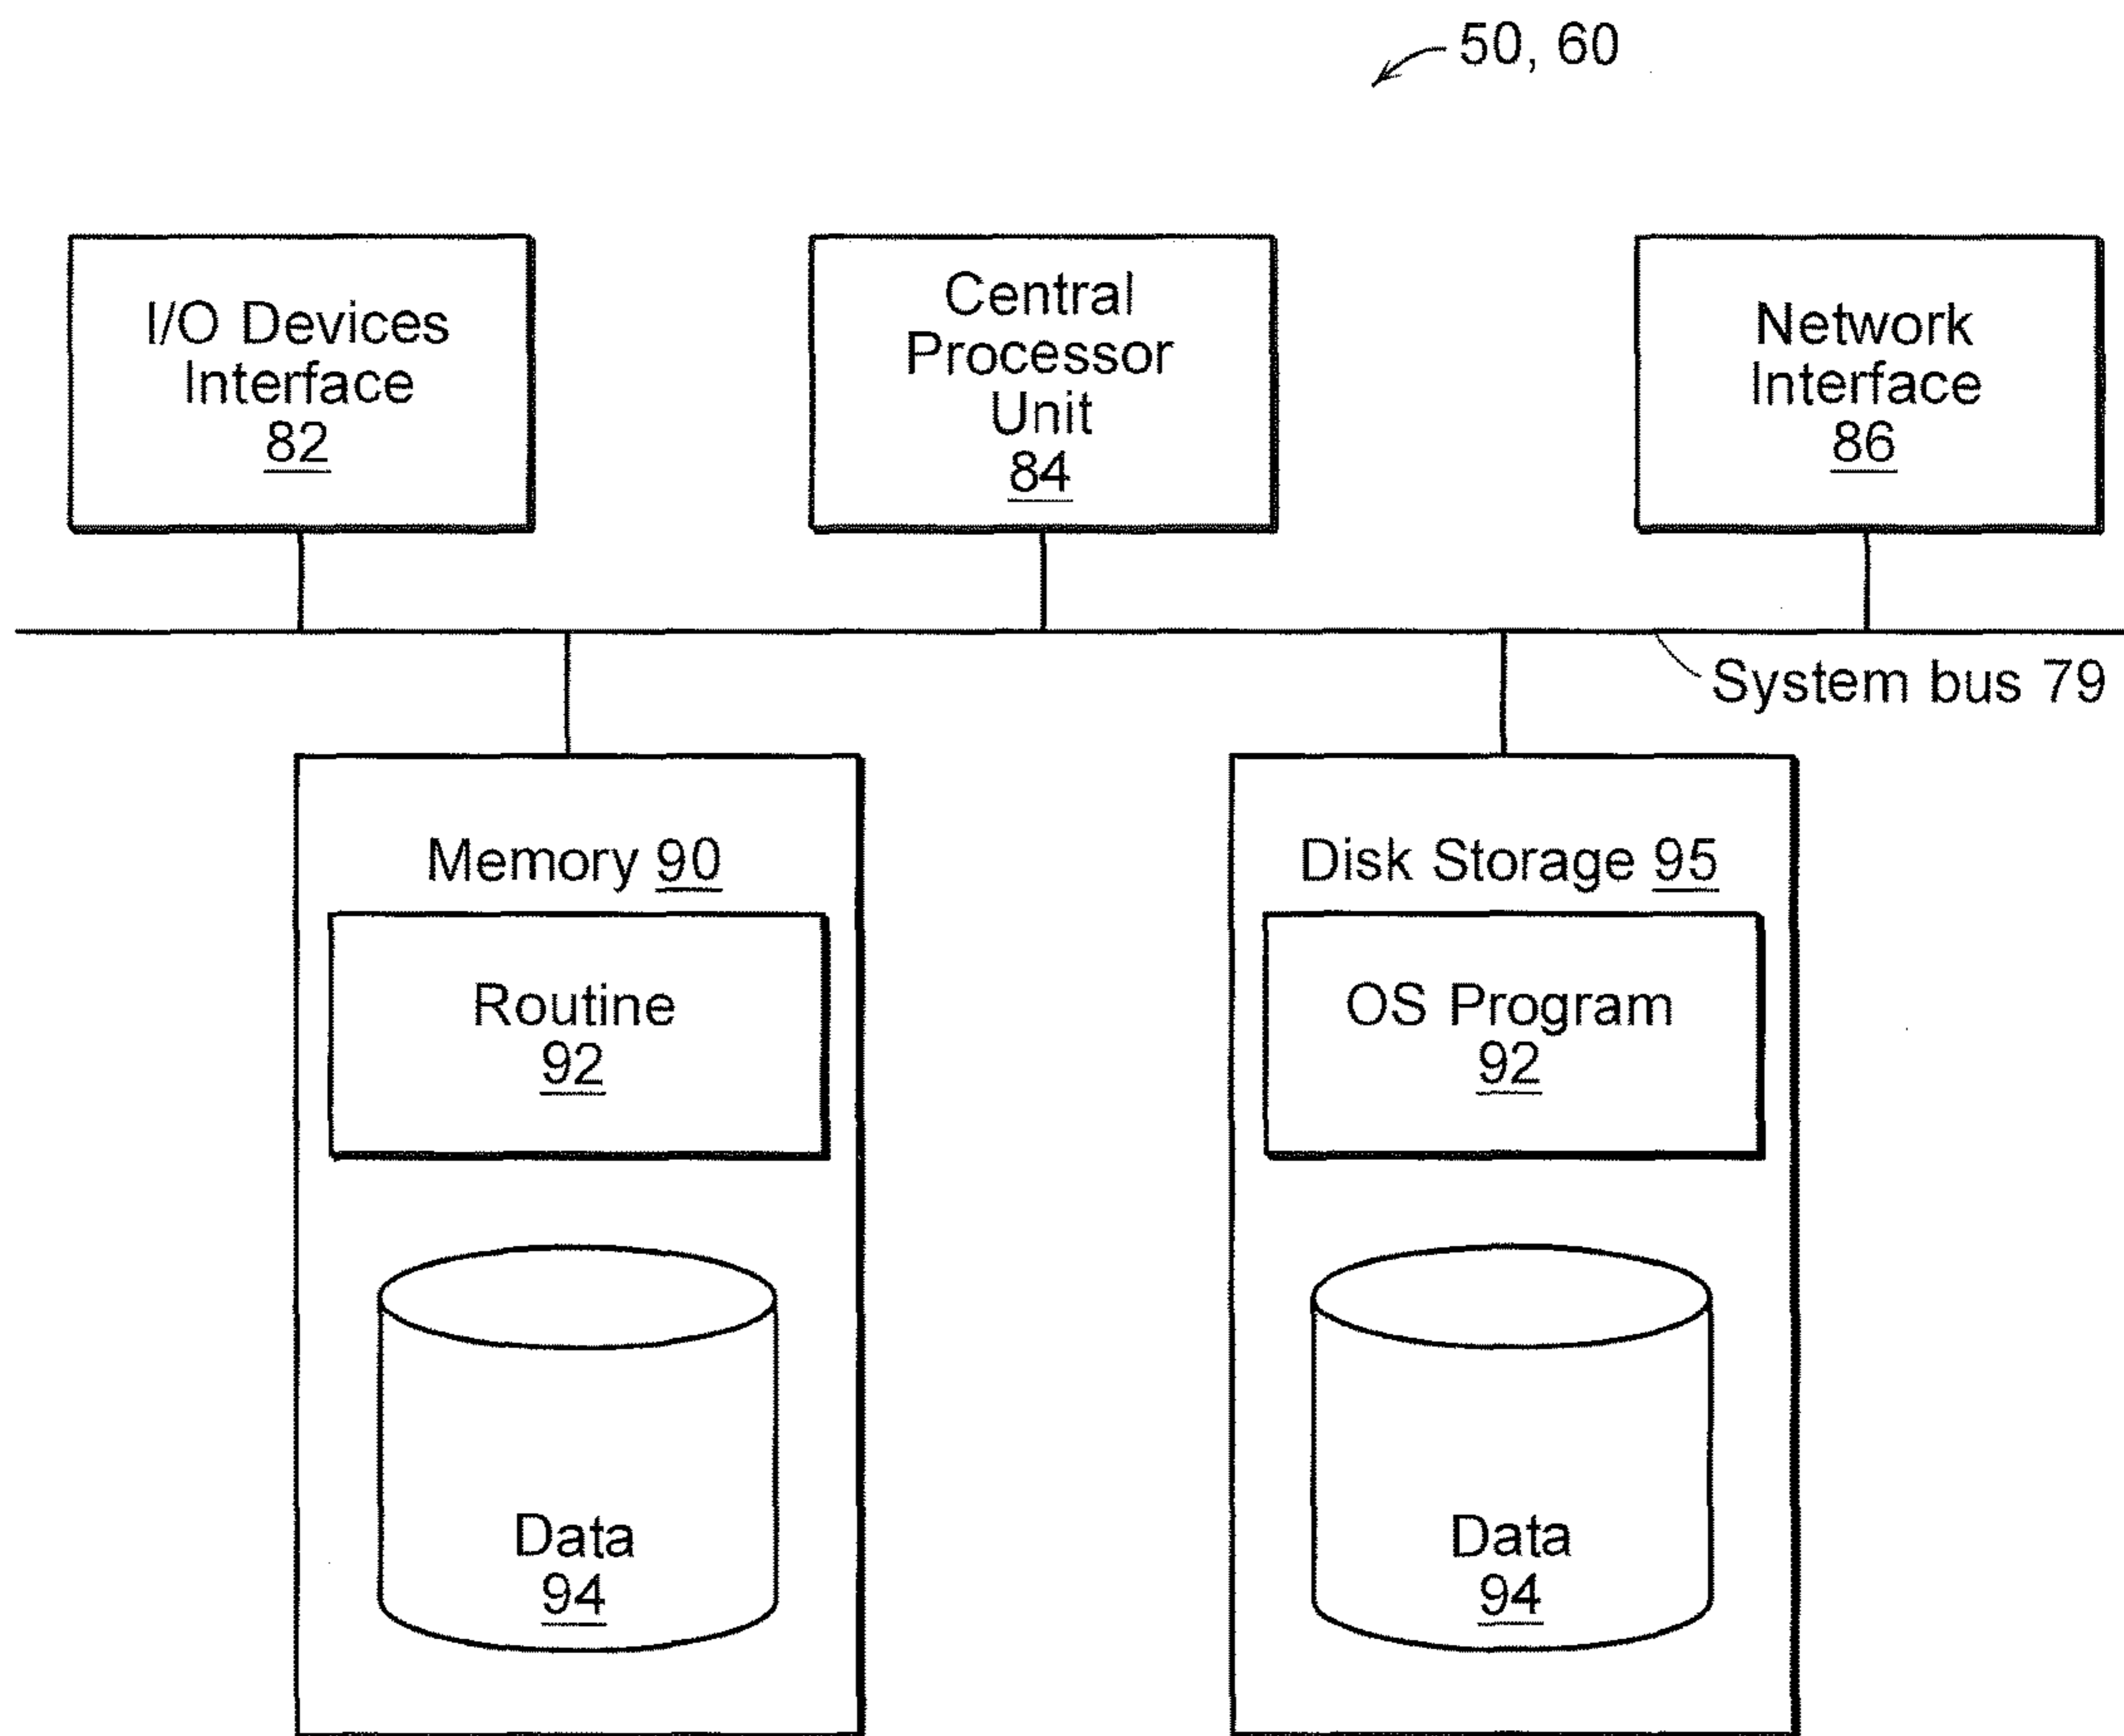 50, 60
I/O Devices
Interface
82
Central
Processor
Unit
84
Network
Interface
86
System bus 79
Memory 90
Routine
92
Data
94
Disk Storage 95
OS Program
92
Data
94